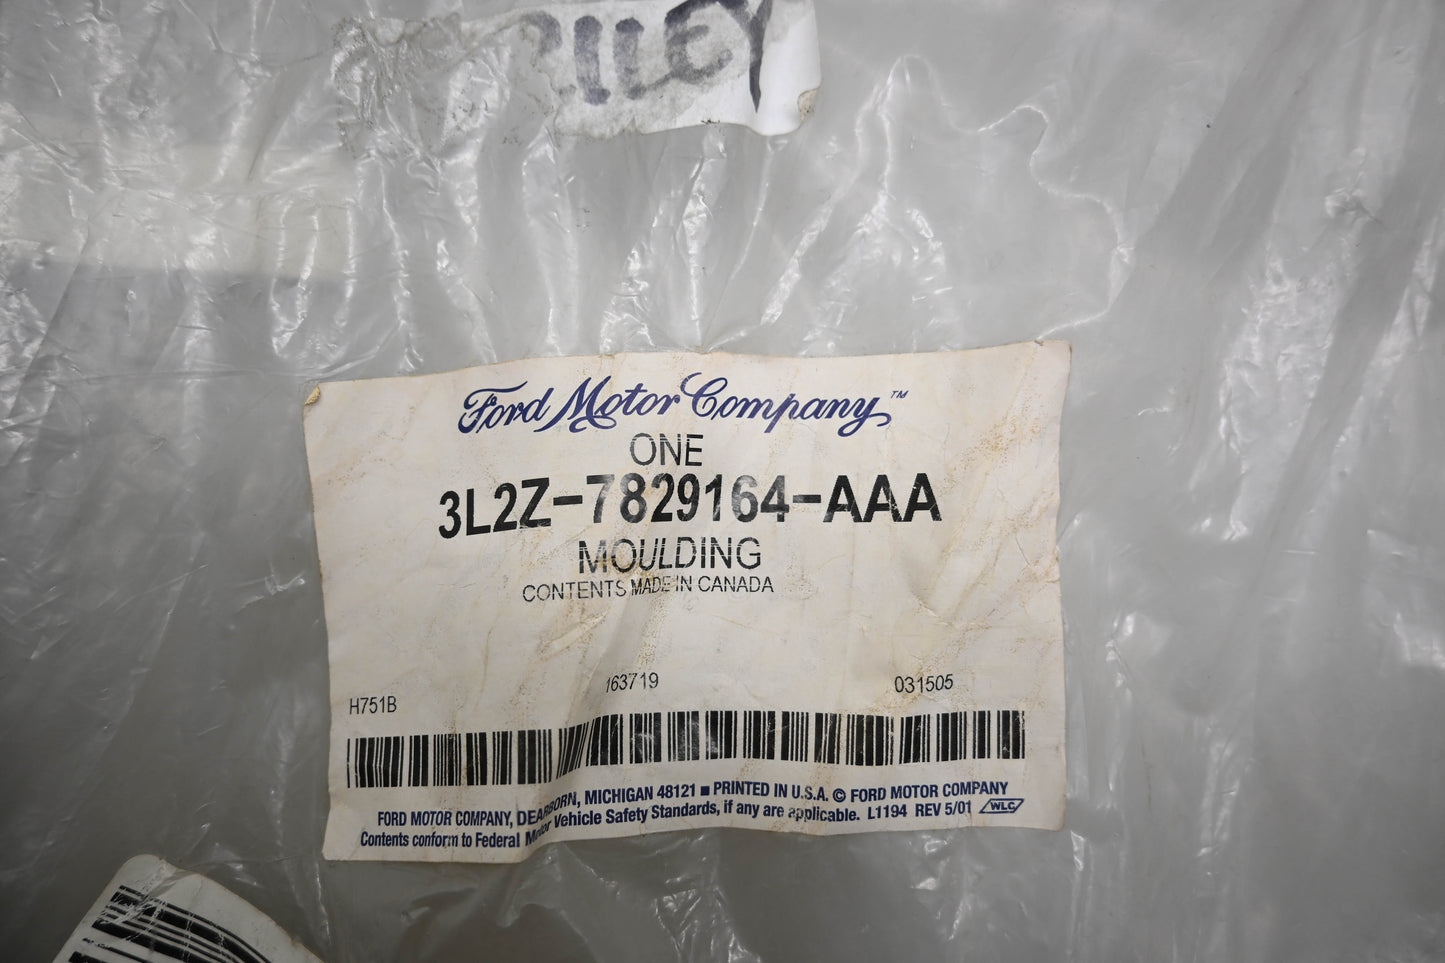 Ford Motor Company™
ONE
3L2Z-7829164-AAA
MOULDING
CONTENTS MADE IN CANADA
163719
031505
H751B
FORD MOTOR COMPANY, DEARBORN, MICHIGAN 48121 ■ PRINTED IN U.S.A. © FORD MOTOR COMPANY
Contents conform to Federal Motor Vehicle Safety Standards, if any are applicable. L1194 REV 5/01 WLC